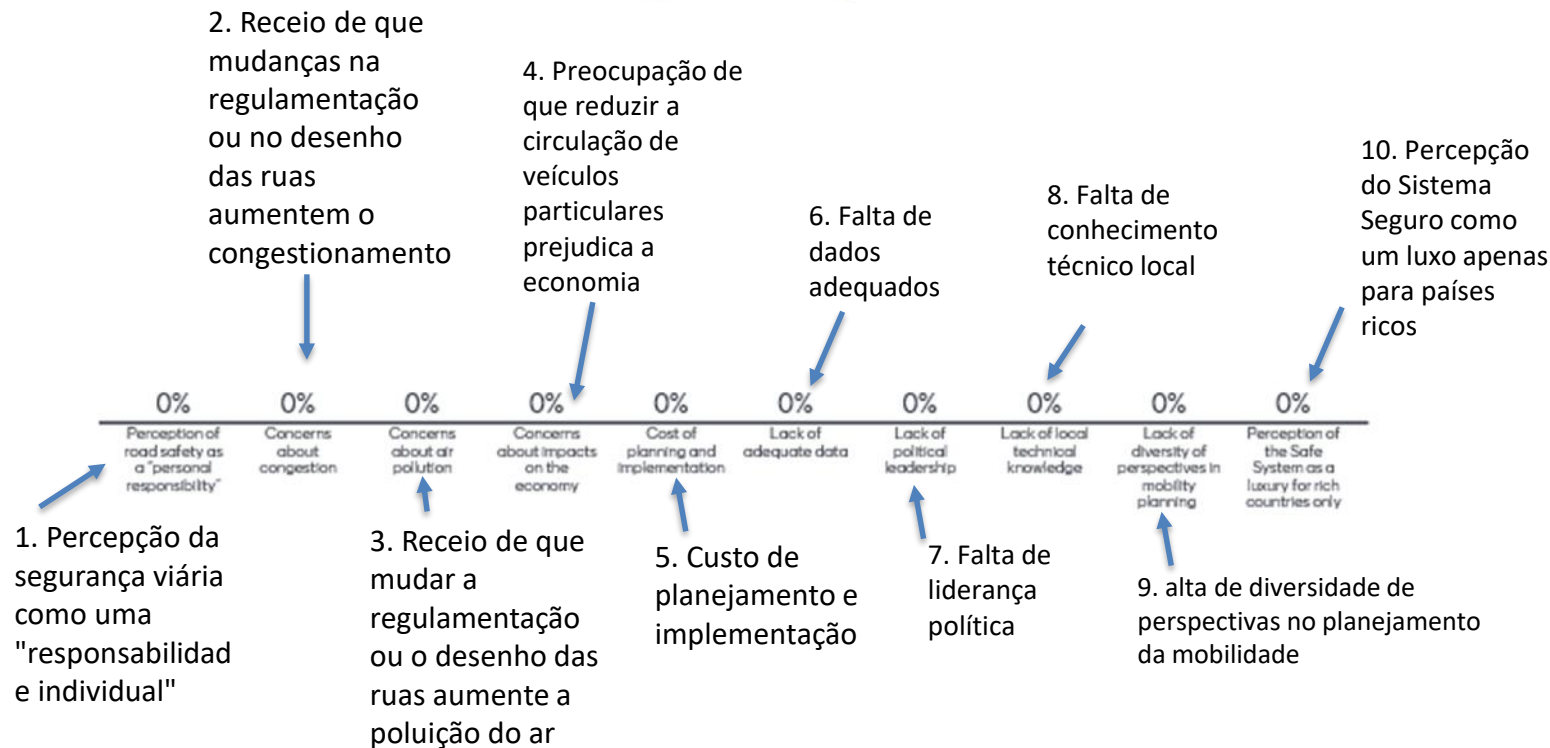 2. Receio de que
mudanças na
regulamentação
ou no desenho
das ruas
aumentem o
congestionamento
4. Preocupação de
que reduzir a
circulação de
veículos
particulares
prejudica a
economia
6. Falta de
dados
adequados
8. Falta de
conhecimento
técnico local
10. Percepção
do Sistema
Seguro como
um luxo apenas
para países
ricos
0% 0% 0% 0% 0% 0% 0% 0% 0% 0%
Perception of
road safety as
a "personal
responsibility"
Concerns
about
congestion
Concerns
about air
pollution
Concerns
about impacts
on the
economy
Cost of
planning and
implementation
Lack of
adequate data
Lack of
political
leadership
Lack of local
technical
knowledge
Lack of
diversity of
perspectives in
mobility
planning
Perception of
the Safe
System as a
luxury for rich
countries only
1. Percepção da
segurança viária
como uma
"responsabilidad
e individual"
3. Receio de que
mudar a
regulamentação
ou o desenho das
ruas aumente a
poluição do ar
5. Custo de
planejamento e
implementação
7. Falta de
liderança
política
9. alta de diversidade de
perspectivas no planejamento
da mobilidade